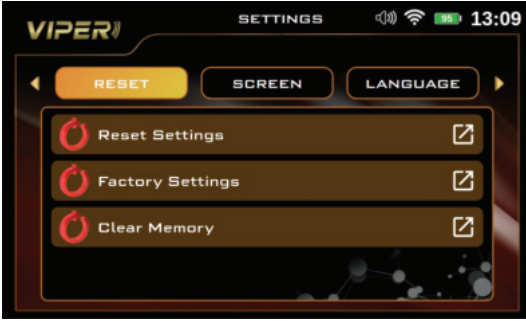 VIPER
SETTINGS
95
13:09
RESET
SCREEN
LANGUAGE
Reset Settings
Factory Settings
Clear Memory